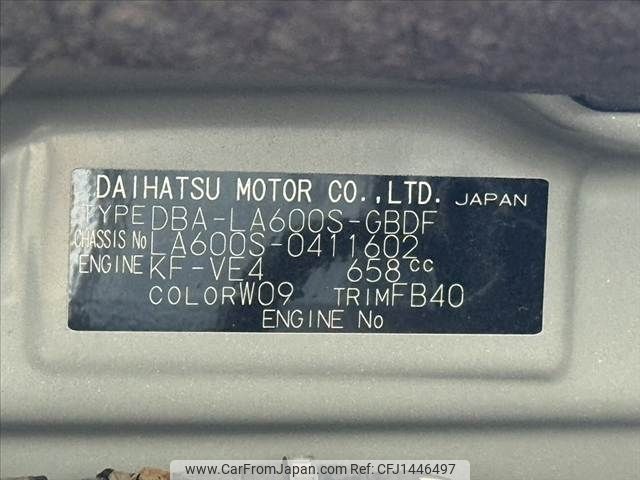 DAIHATSU MOTOR CO.,LTD. JAPAN
TYPE DBA-LA600S-GBDF
CHASSIS No LA600S-0411602
ENGINE KF-VE4 658cc
COLOR W09 TRIM FB40
ENGINE No
www.CarFromJapan.com CFJ1446497